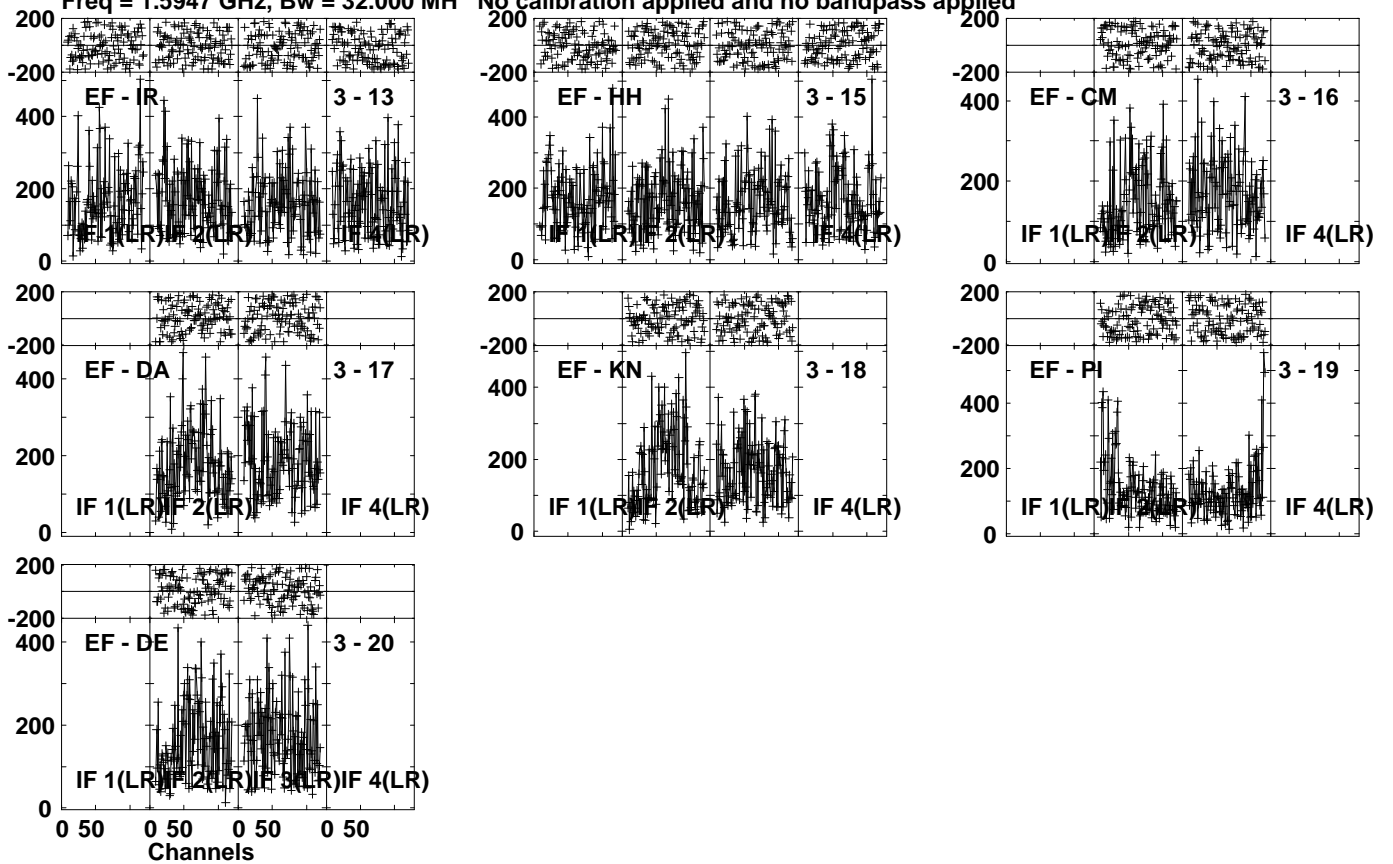 Freq = 1.5947 GHz, Bw = 32.000 MH No calibration applied and no bandpass applied
200
-200
EF - IR
3 - 13
400
200
0
IF 1(LR)
IF 2(LR)
IF 4(LR)
200
-200
EF - HH
3 - 15
400
200
0
IF 1(LR)
IF 2(LR)
IF 4(LR)
200
-200
EF - CM
3 - 16
400
200
0
IF 1(LR)
IF 2(LR)
IF 4(LR)
200
-200
EF - DA
3 - 17
400
200
0
IF 1(LR)
IF 2(LR)
IF 4(LR)
200
-200
EF - KN
3 - 18
400
200
0
IF 1(LR)
IF 2(LR)
IF 4(LR)
200
-200
EF - PI
3 - 19
400
200
0
IF 1(LR)
IF 2(LR)
IF 4(LR)
200
-200
EF - DE
3 - 20
400
200
0
IF 1(LR)
IF 2(LR)
IF 3(LR)
IF 4(LR)
0 50 0 50 0 50 0 50
Channels